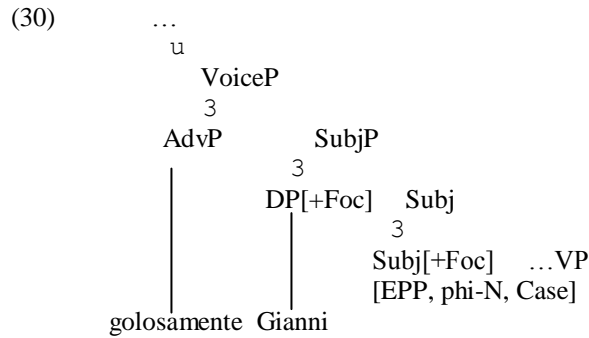 (30) …
u
VoiceP
3
AdvP SubjP
3
DP[+Foc] Subj
3
Subj[+Foc] …VP
[EPP, phi-N, Case]
golosamente Gianni